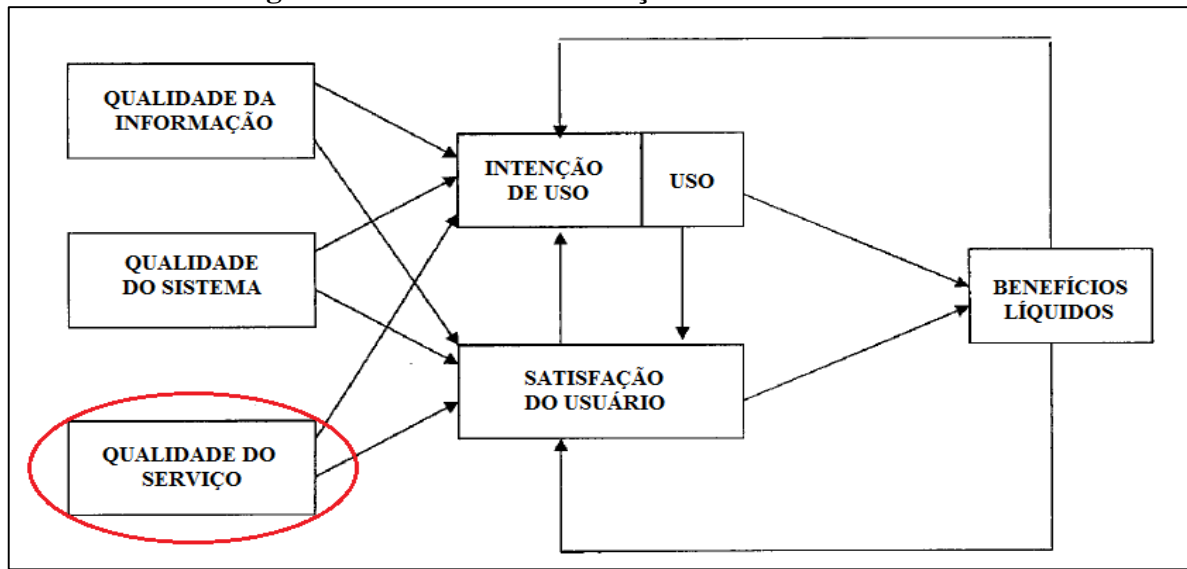 QUALIDADE DA
INFORMAÇÃO
INTENÇÃO
DE USO
USO
QUALIDADE
DO SISTEMA
BENEFÍCIOS
LÍQUIDOS
SATISFAÇÃO
DO USUÁRIO
QUALIDADE DO
SERVIÇO